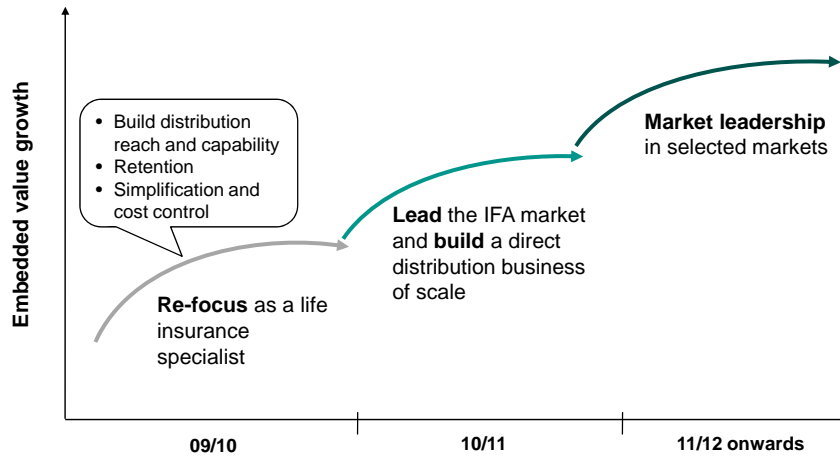 Embedded value growth
• Build distribution
reach and capability
• Retention
• Simplification and
cost control
Re-focus as a life
insurance
specialist
Lead the IFA market
and build a direct
distribution business
of scale
Market leadership
in selected markets
09/10
10/11
11/12 onwards